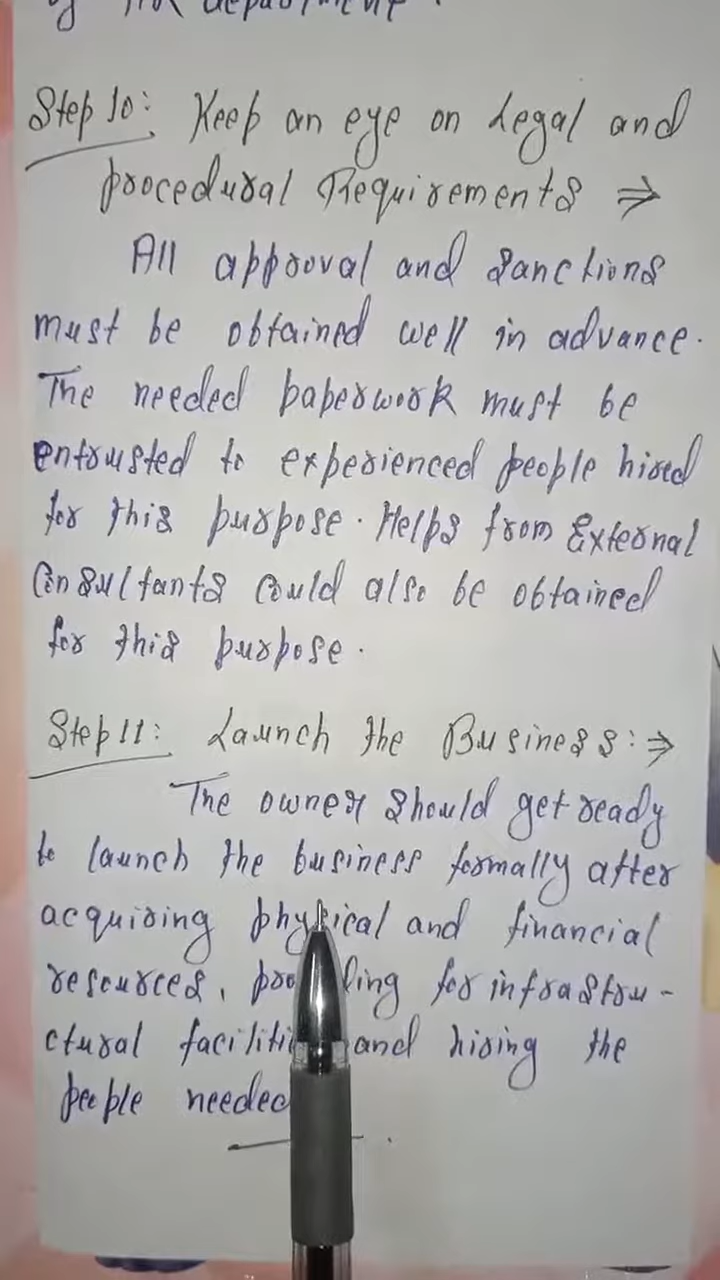 Step 10: Keep an eye on Legal and
procedural Requirements ⇒
All approval and sanctions
must be obtained well in advance.
The needed paperwork must be
entrusted to experienced people hired
for this purpose. Helps from External
Consultants could also be obtained
for this purpose.
Step 11: Launch the Business: ⇒
The owner should get ready
to launch the business formally after
acquiring physical and financial
resources, for infrastru-
ctural and hiring the
people needed